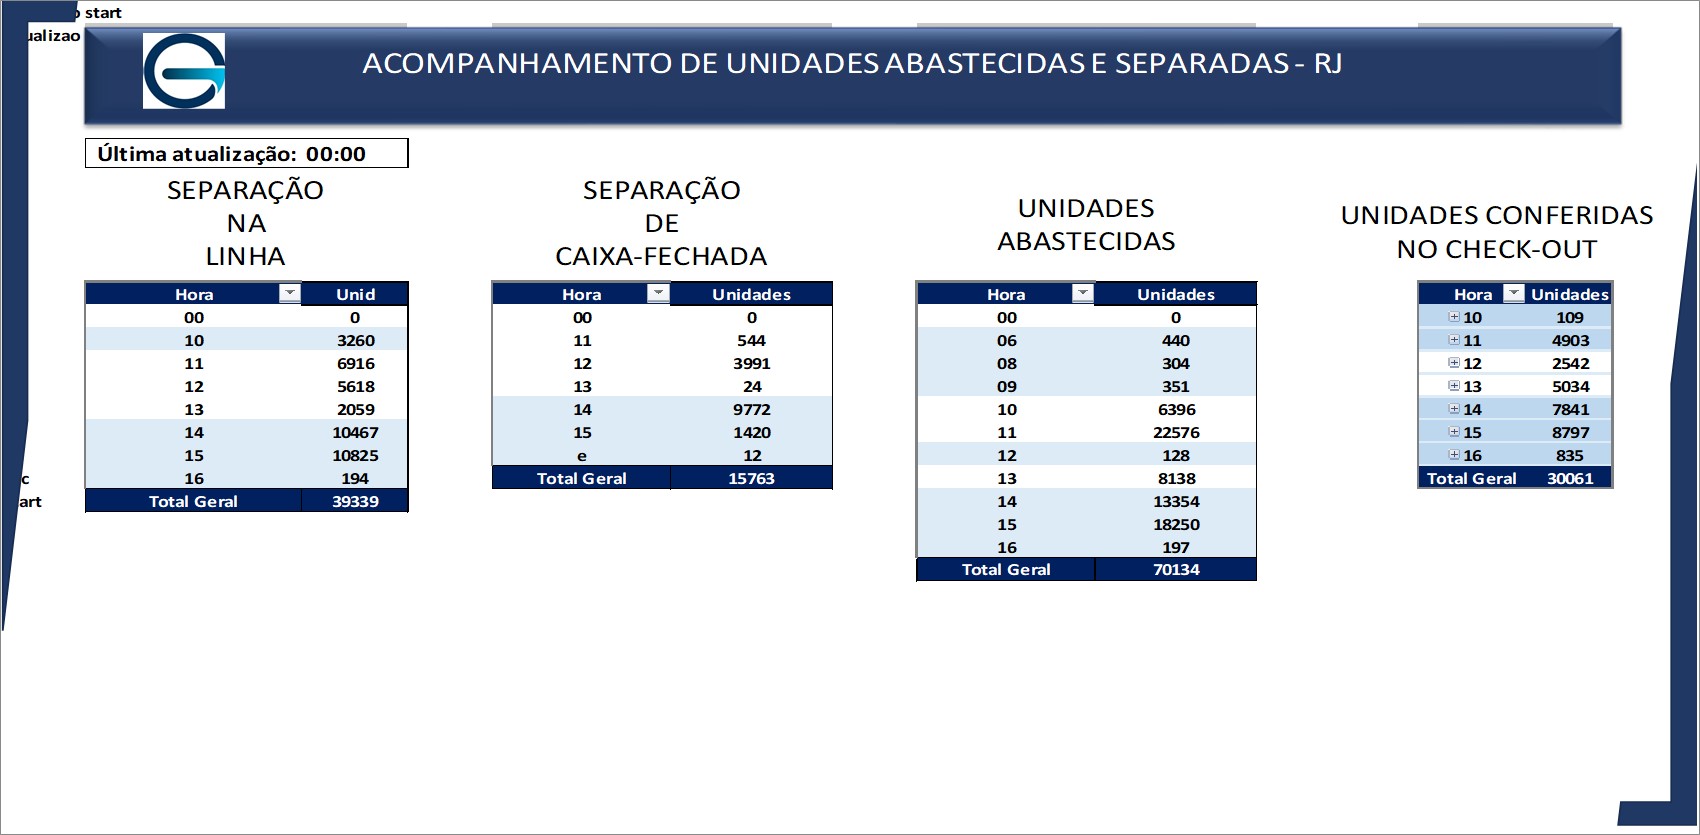 start
ualizao
ACOMPANHAMENTO DE UNIDADES ABASTECIDAS E SEPARADAS - RJ
Última atualização: 00:00
SEPARAÇÃO
NA
LINHA
Hora Unid
00 0
10 3260
11 6916
12 5618
13 2059
14 10467
15 10825
16 194
Total Geral 39339
SEPARAÇÃO
DE
CAIXA-FECHADA
Hora Unidades
00 0
11 544
12 3991
13 24
14 9772
15 1420
e 12
Total Geral 15763
UNIDADES
ABASTECIDAS
Hora Unidades
00 0
06 440
08 304
09 351
10 6396
11 22576
12 128
13 8138
14 13354
15 18250
16 197
Total Geral 70134
UNIDADES CONFERIDAS
NO CHECK-OUT
Hora Unidades
10 109
11 4903
12 2542
13 5034
14 7841
15 8797
16 835
Total Geral 30061
c
art